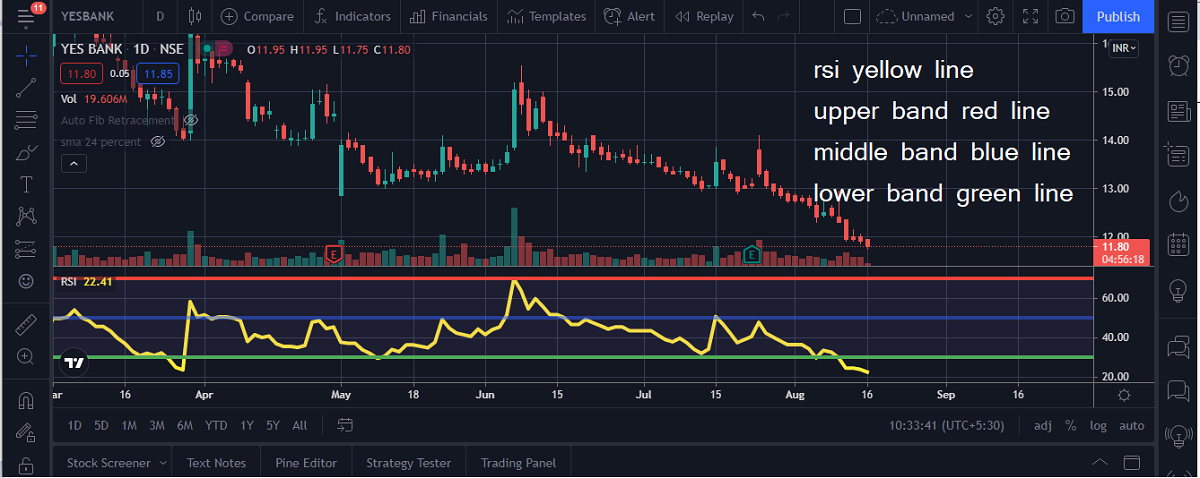 11
YESBANK D Compare Indicators Financials Templates Alert Replay Unnamed Publish
YES BANK 1D NSE ≈ O11.95 H11.95 L11.75 C11.80
INR
11.80 0.05 11.85
rsi yellow line
Vol 19.606M
15.00
upper band red line
Auto Fib Retracement
sma 24 percent
14.00
middle band blue line
13.00
lower band green line
12.00
11.80
E E
04:56:18
RSI 22.41
60.00
40.00
20.00
16 Apr May 18 Jun 15 Jul 15 Aug 16 Sep 16
1D 5D 1M 3M 6M YTD 1Y 5Y All 10:33:41 (UTC+5:30) adj % log auto
Stock Screener Text Notes Pine Editor Strategy Tester Trading Panel